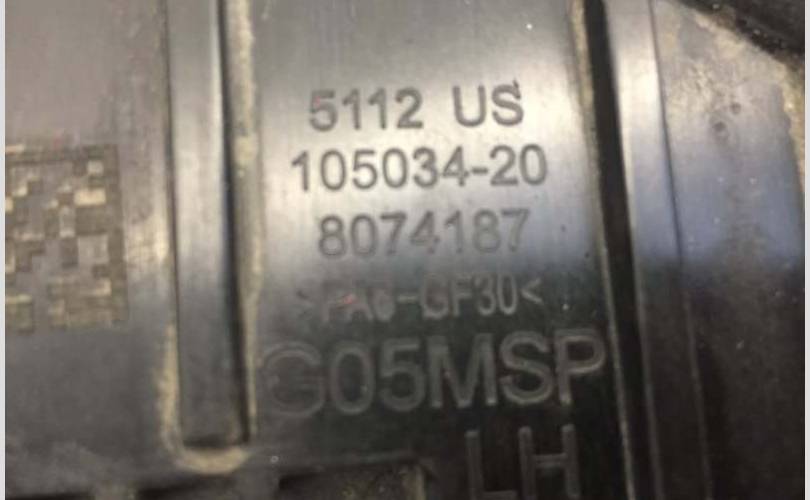 5112 US
105034-20
8074187
>PA6-GF30<
G05MSP
LH